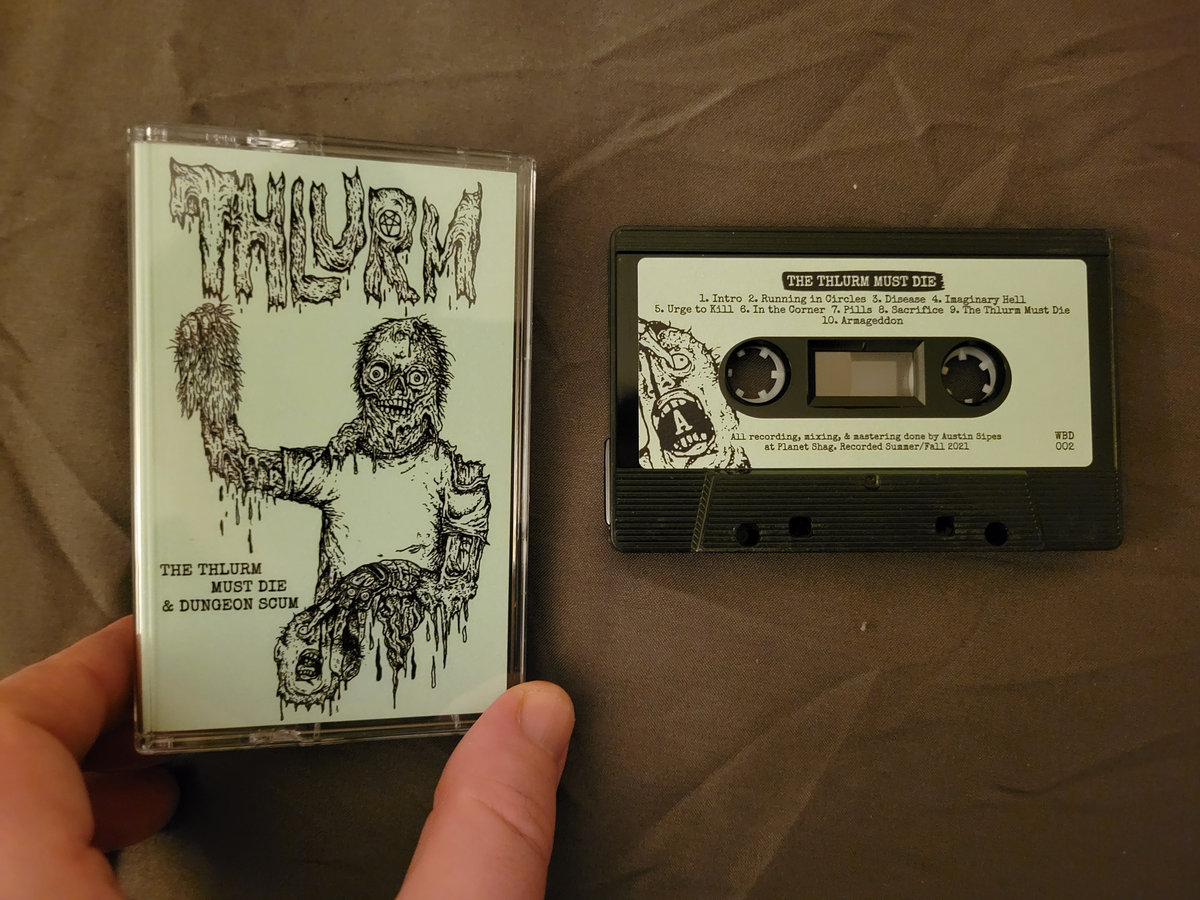 THLURM
THE THLURM
MUST DIE
& DUNGEON SCUM
THE THLURM MUST DIE
1. Intro 2. Running in Circles 3. Disease 4. Imaginary Hell
5. Urge to Kill 6. In the Corner 7. Pills 8. Sacrifice 9. The Thlurm Must Die
10. Armageddon
A
All recording, mixing, & mastering done by Austin Sipes
at Planet Shag. Recorded Summer/Fall 2021
WBD
002